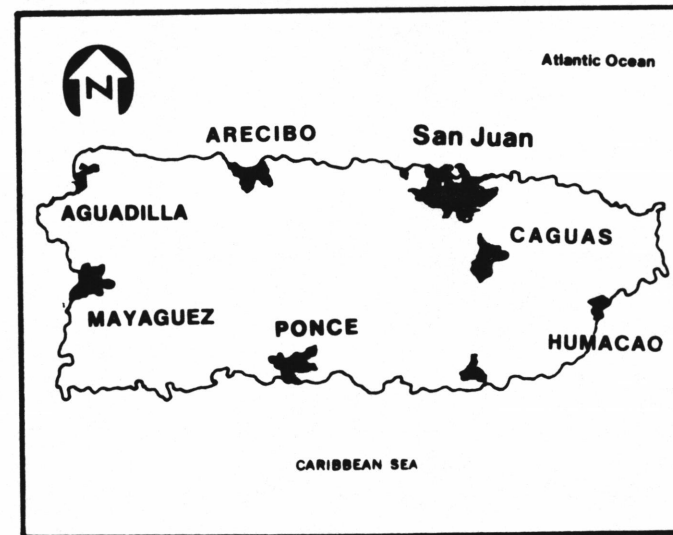 Atlantic Ocean
N
ARECIBO
San Juan
AGUADILLA
CAGUAS
MAYAGUEZ
PONCE
HUMACAO
CARIBBEAN SEA